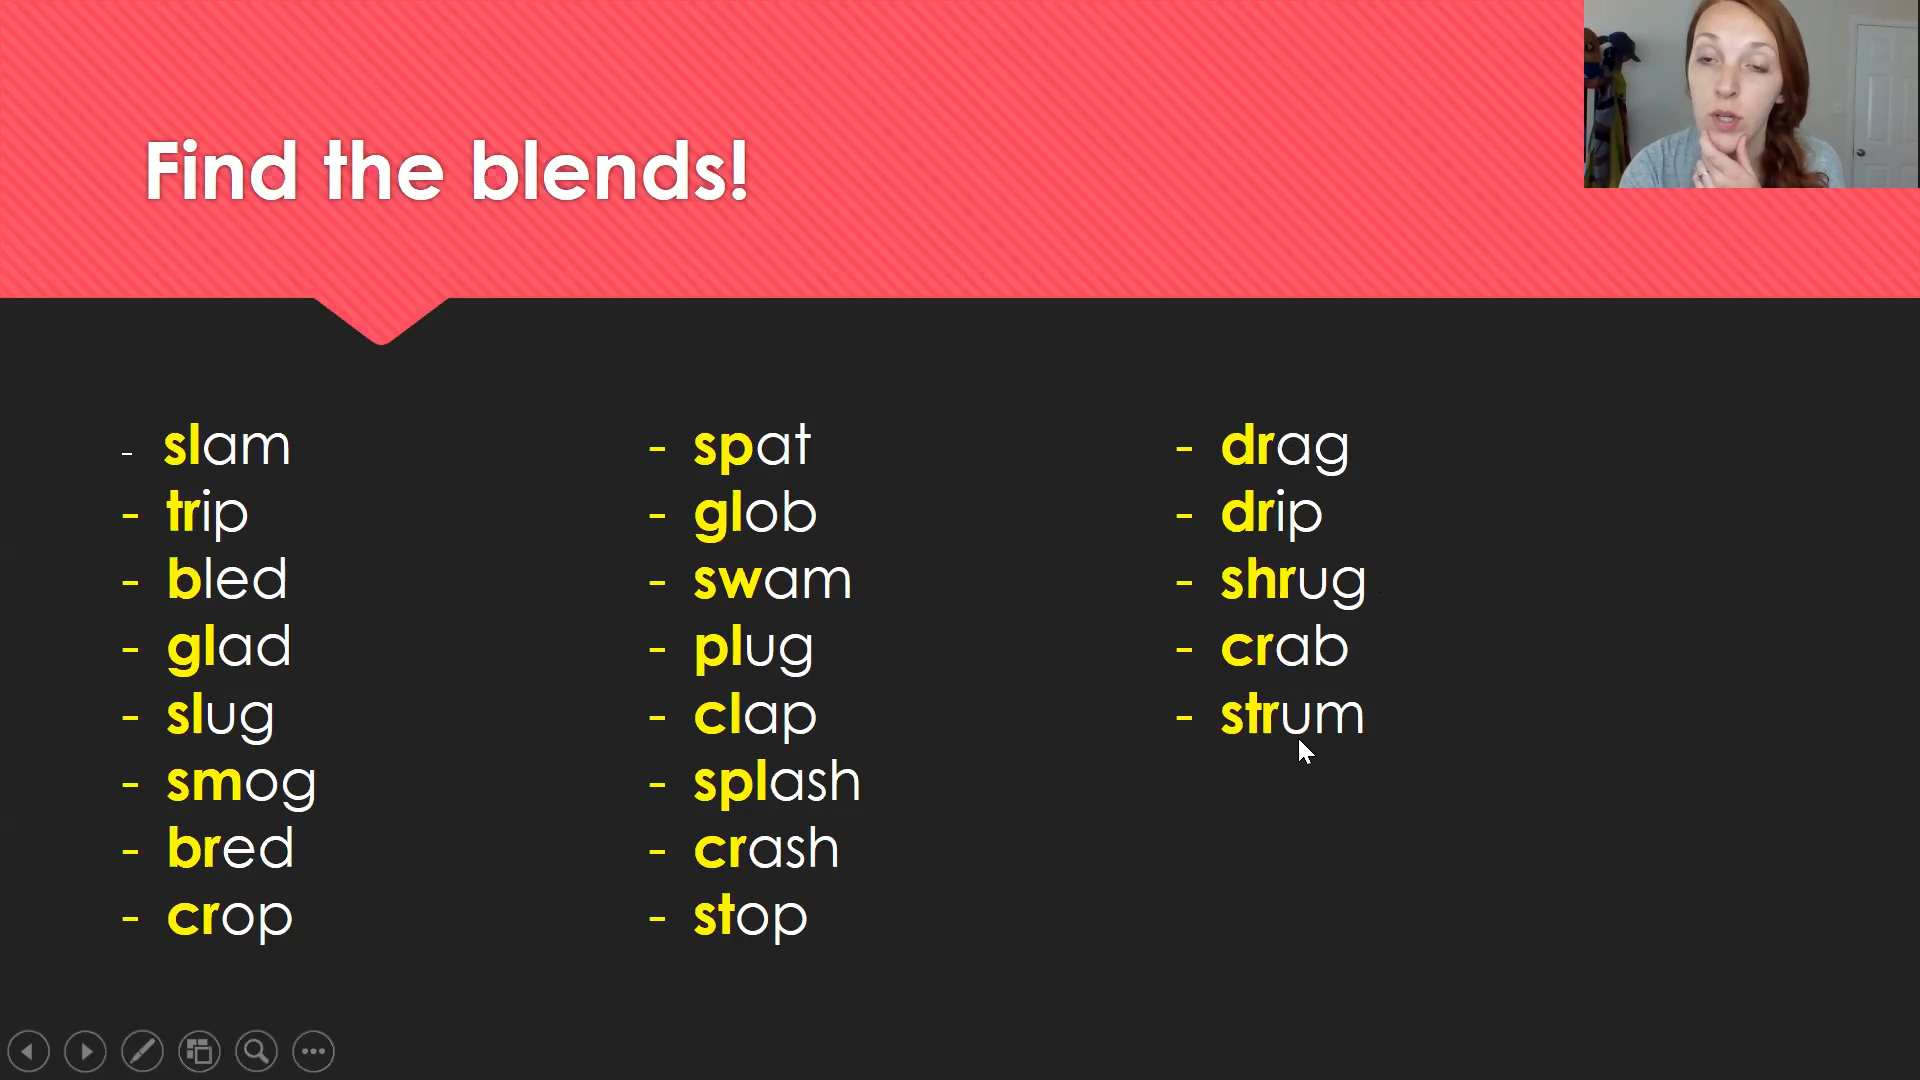 Find the blends!
- slam
- trip
- bled
- glad
- slug
- smog
- bred
- crop
- spat
- glob
- swam
- plug
- clap
- splash
- crash
- stop
- drag
- drip
- shrug
- crab
- strum